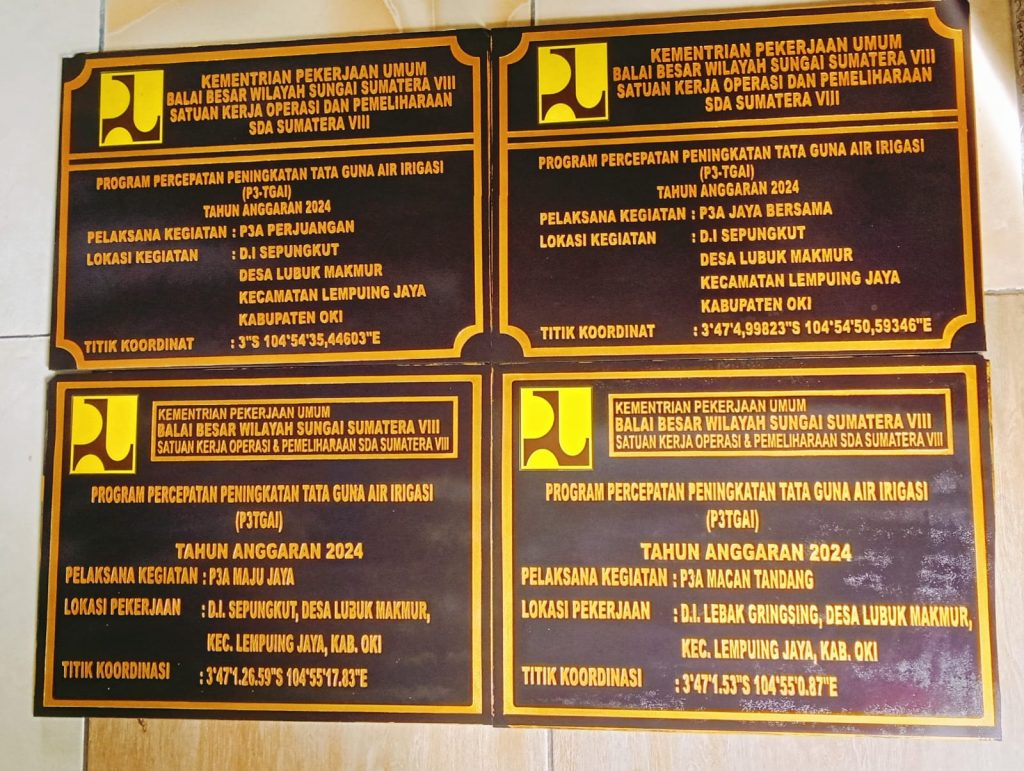 KEMENTRIAN PEKERJAAN UMUM
BALAI BESAR WILAYAH SUNGAI SUMATERA VIII
SATUAN KERJA OPERASI DAN PEMELIHARAAN
SDA SUMATERA VIII
PROGRAM PERCEPATAN PENINGKATAN TATA GUNA AIR IRIGASI
(P3-TGAI)
TAHUN ANGGARAN 2024
PELAKSANA KEGIATAN : P3A PERJUANGAN
LOKASI KEGIATAN : D.I SEPUNGKUT
DESA LUBUK MAKMUR
KECAMATAN LEMPUING JAYA
KABUPATEN OKI
TITIK KOORDINAT : 3"S 104°54'35,44603"E
KEMENTRIAN PEKERJAAN UMUM
BALAI BESAR WILAYAH SUNGAI SUMATERA VIII
SATUAN KERJA OPERASI DAN PEMELIHARAAN
SDA SUMATERA VIII
PROGRAM PERCEPATAN PENINGKATAN TATA GUNA AIR IRIGASI
(P3-TGAI)
TAHUN ANGGARAN 2024
PELAKSANA KEGIATAN : P3A JAYA BERSAMA
LOKASI KEGIATAN : D.I SEPUNGKUT
DESA LUBUK MAKMUR
KECAMATAN LEMPUING JAYA
KABUPATEN OKI
TITIK KOORDINAT : 3°47'4,99823"S 104°54'50,59346"E
KEMENTRIAN PEKERJAAN UMUM
BALAI BESAR WILAYAH SUNGAI SUMATERA VIII
SATUAN KERJA OPERASI & PEMELIHARAAN SDA SUMATERA VIII
PROGRAM PERCEPATAN PENINGKATAN TATA GUNA AIR IRIGASI
(P3TGAI)
TAHUN ANGGARAN 2024
PELAKSANA KEGIATAN : P3A MAJU JAYA
LOKASI PEKERJAAN : D.I. SEPUNGKUT, DESA LUBUK MAKMUR,
KEC. LEMPUING JAYA, KAB. OKI
TITIK KOORDINASI : 3°47'1.26.59"S 104°55'17.83"E
KEMENTRIAN PEKERJAAN UMUM
BALAI BESAR WILAYAH SUNGAI SUMATERA VIII
SATUAN KERJA OPERASI & PEMELIHARAAN SDA SUMATERA VIII
PROGRAM PERCEPATAN PENINGKATAN TATA GUNA AIR IRIGASI
(P3TGAI)
TAHUN ANGGARAN 2024
PELAKSANA KEGIATAN : P3A MACAN TANDANG
LOKASI PEKERJAAN : D.I. LEBAK GRINGSING, DESA LUBUK MAKMUR,
KEC. LEMPUING JAYA, KAB. OKI
TITIK KOORDINASI : 3°47'1.53"S 104°55'0.87"E